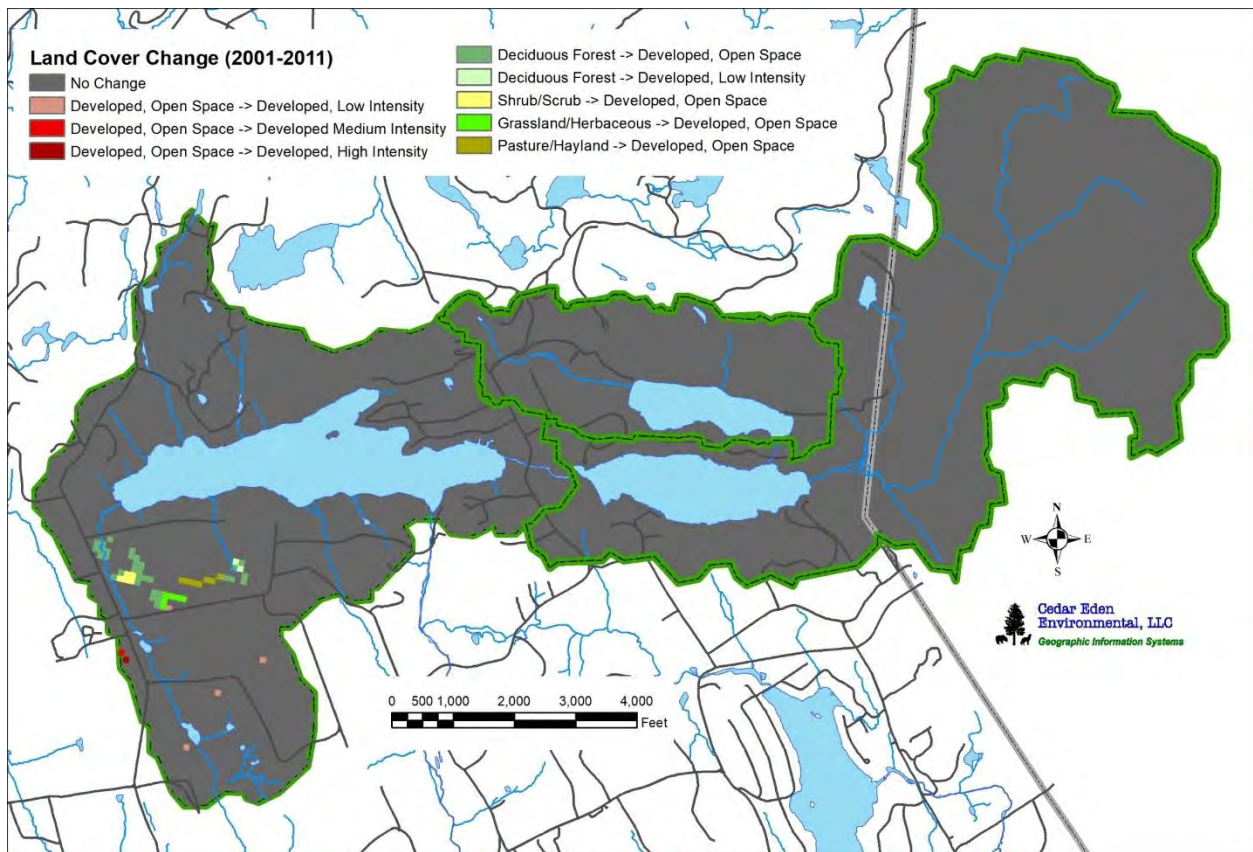 Land Cover Change (2001-2011)
No Change
Developed, Open Space -> Developed, Low Intensity
Developed, Open Space -> Developed Medium Intensity
Developed, Open Space -> Developed, High Intensity
Deciduous Forest -> Developed, Open Space
Deciduous Forest -> Developed, Low Intensity
Shrub/Scrub -> Developed, Open Space
Grassland/Herbaceous -> Developed, Open Space
Pasture/Hayland -> Developed, Open Space
N
W E
S
Cedar Eden
Environmental, LLC
Geographic Information Systems
0 500 1,000 2,000 3,000 4,000
Feet